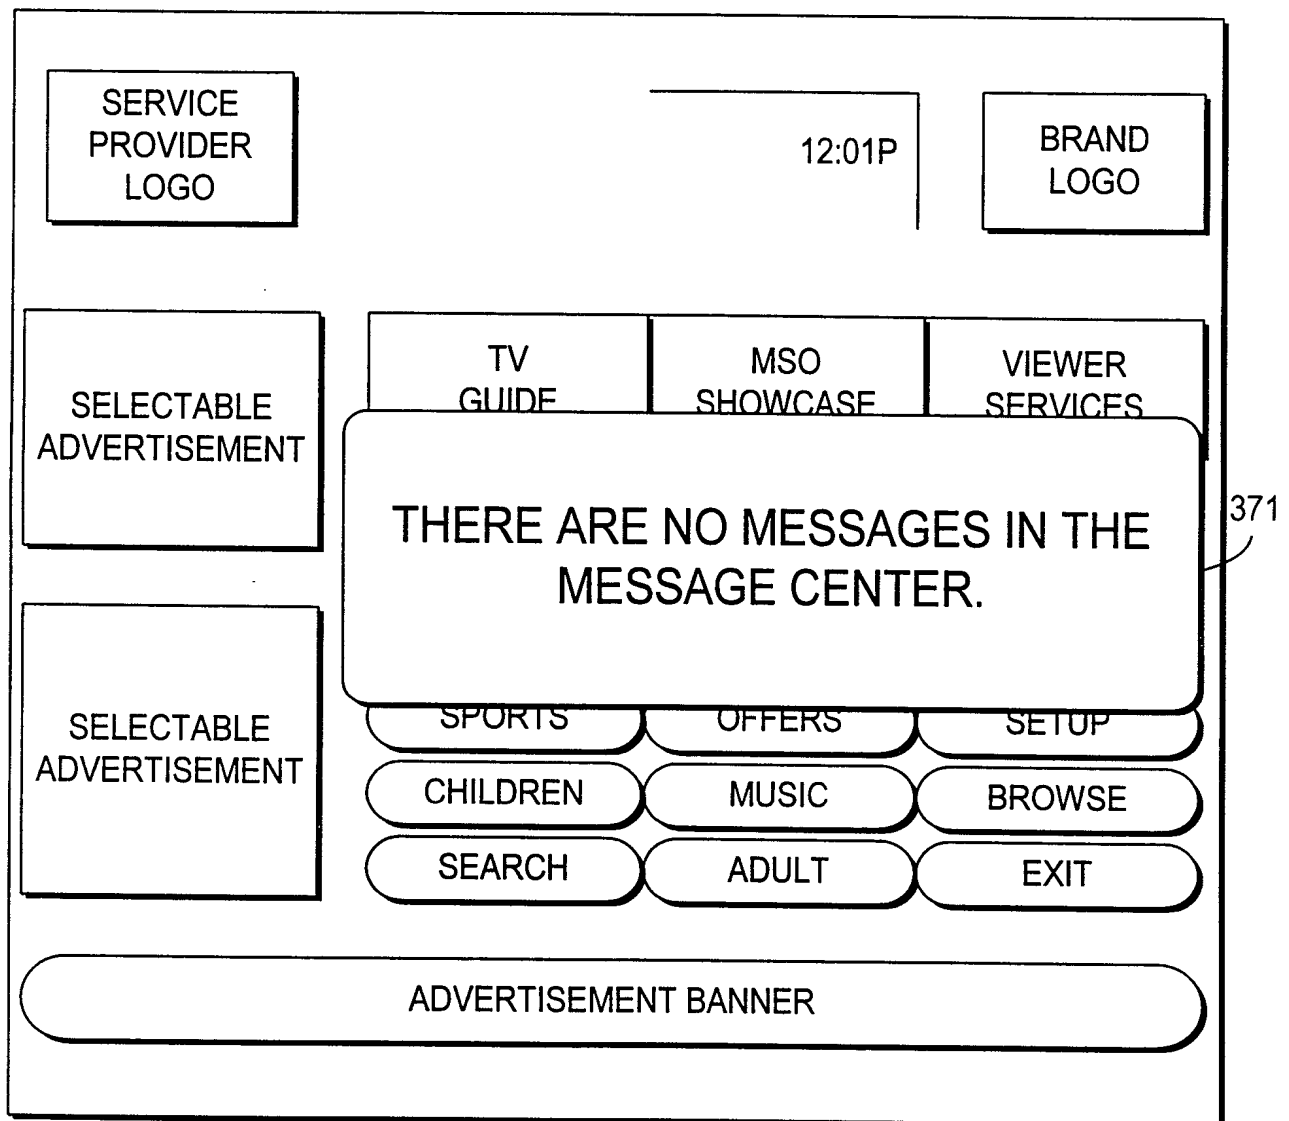 SERVICE
PROVIDER
LOGO
12:01P
BRAND
LOGO
SELECTABLE
ADVERTISEMENT
TV
GUIDE
MSO
SHOWCASE
VIEWER
SERVICES
THERE ARE NO MESSAGES IN THE
MESSAGE CENTER.
371
SELECTABLE
ADVERTISEMENT
SPORTS
OFFERS
SETUP
CHILDREN
MUSIC
BROWSE
SEARCH
ADULT
EXIT
ADVERTISEMENT BANNER